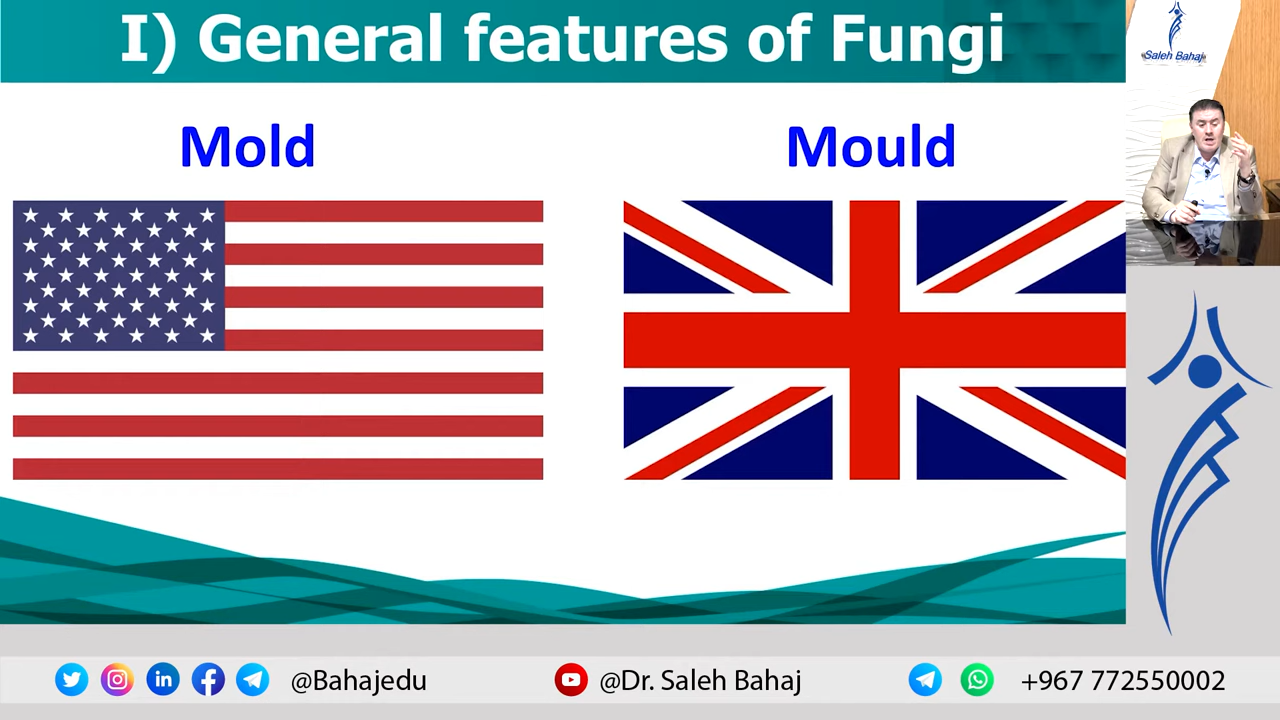 I) General features of Fungi
Saleh Bahaj
Mold
Mould
@Bahajedu
@Dr. Saleh Bahaj
+967 772550002